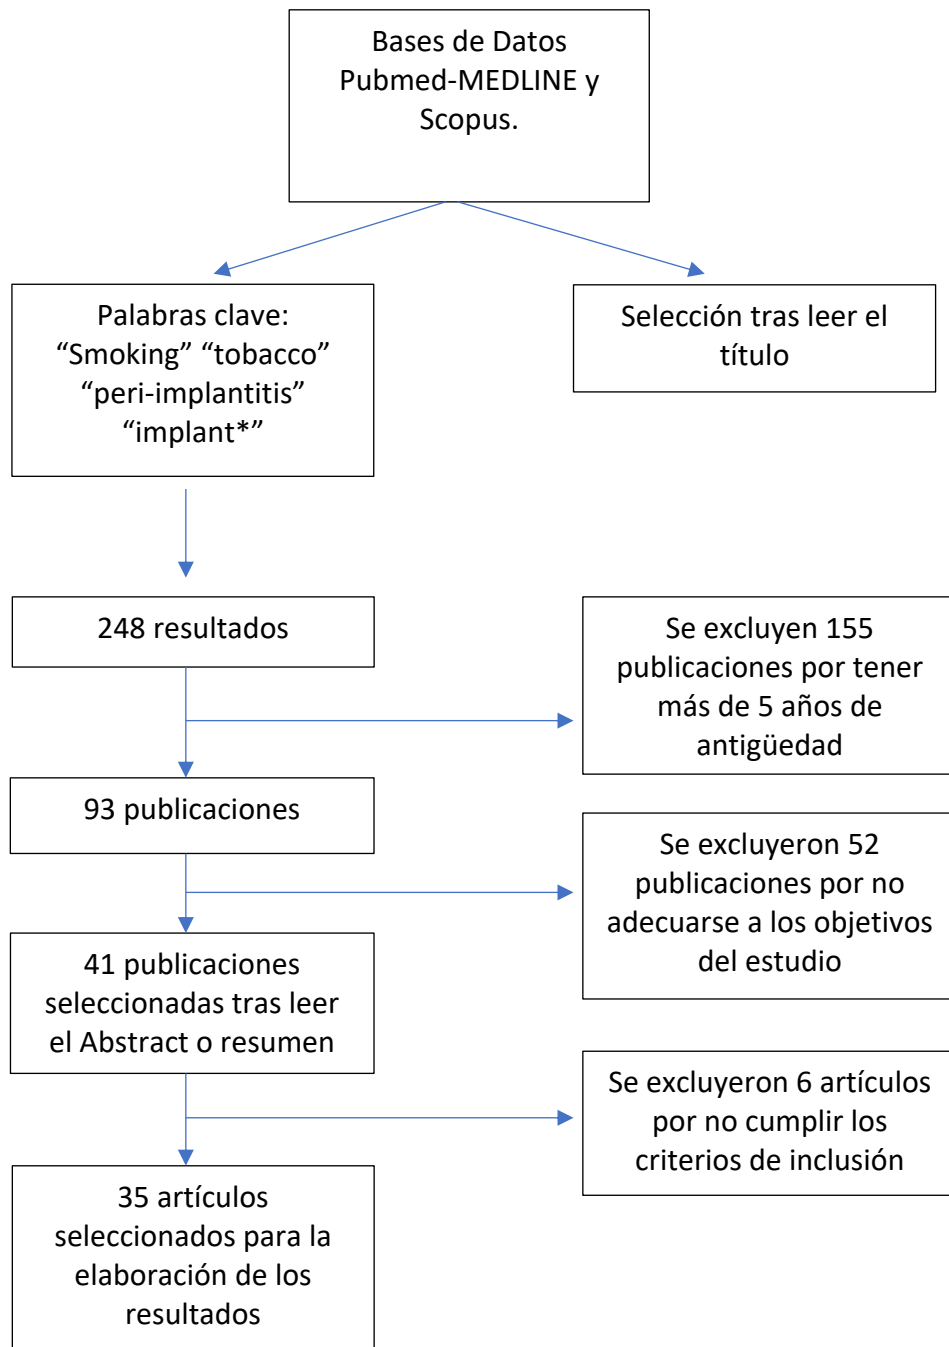 Bases de Datos
Pubmed-MEDLINE y
Scopus.
Palabras clave:
“Smoking” “tobacco”
“peri-implantitis”
“implant*”
Selección tras leer el
título
248 resultados
Se excluyen 155
publicaciones por tener
más de 5 años de
antigüedad
93 publicaciones
Se excluyeron 52
publicaciones por no
adecuarse a los objetivos
del estudio
41 publicaciones
seleccionadas tras leer
el Abstract o resumen
Se excluyeron 6 artículos
por no cumplir los
criterios de inclusión
35 artículos
seleccionados para la
elaboración de los
resultados